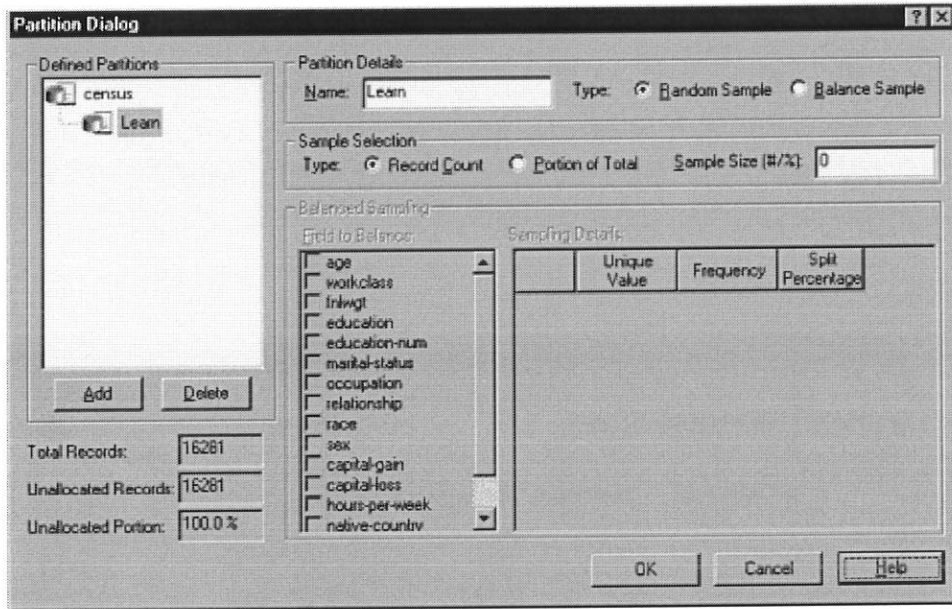 Partition Dialog
Defined Partitions
census
Learn
Add
Delete
Total Records: 16281
Unallocated Records: 16281
Unallocated Portion: 100.0 %
Partition Details
Name: Learn
Type: Random Sample Balance Sample
Sample Selection
Type: Record Count Portion of Total Sample Size (#/%): 0
Balanced Sampling
Field to Balance:
age
workclass
fnlwgt
education
education-num
marital-status
occupation
relationship
race
sex
capital-gain
capital-loss
hours-per-week
native-country
Sampling Details:
Unique Value Frequency Split Percentage
OK
Cancel
Help